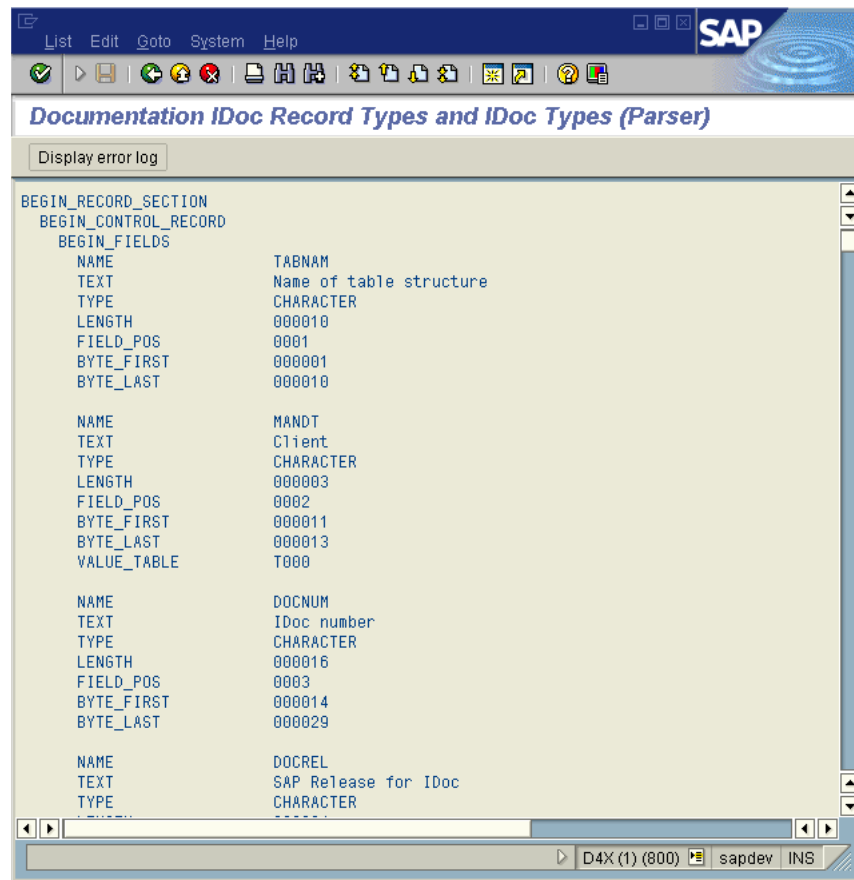 List Edit Goto System Help
SAP
Documentation IDoc Record Types and IDoc Types (Parser)
Display error log
BEGIN_RECORD_SECTION
BEGIN_CONTROL_RECORD
BEGIN_FIELDS
NAME TABNAM
TEXT Name of table structure
TYPE CHARACTER
LENGTH 000010
FIELD_POS 0001
BYTE_FIRST 000001
BYTE_LAST 000010
NAME MANDT
TEXT Client
TYPE CHARACTER
LENGTH 000003
FIELD_POS 0002
BYTE_FIRST 000011
BYTE_LAST 000013
VALUE_TABLE T000
NAME DOCNUM
TEXT IDoc number
TYPE CHARACTER
LENGTH 000016
FIELD_POS 0003
BYTE_FIRST 000014
BYTE_LAST 000029
NAME DOCREL
TEXT SAP Release for IDoc
TYPE CHARACTER
D4X (1) (800) sapdev INS